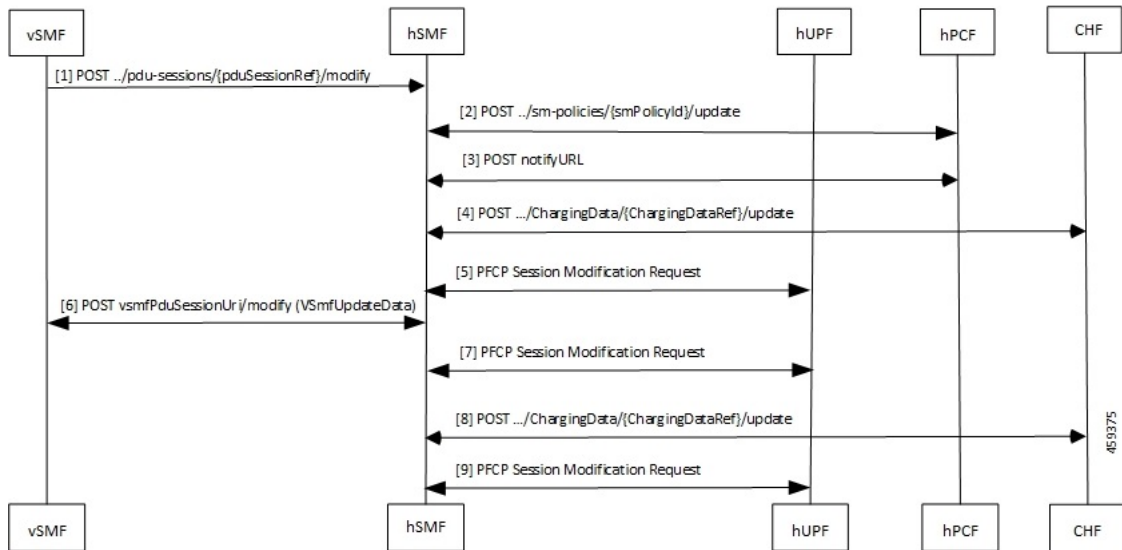 vSMF
hSMF
hUPF
hPCF
CHF
[1] POST ../pdu-sessions/{pduSessionRef}/modify
[2] POST ../sm-policies/{smPolicyId}/update
[3] POST notifyURL
[4] POST .../ChargingData/{ChargingDataRef}/update
[5] PFCP Session Modification Request
[6] POST vsmfPduSessionUri/modify (VSmfUpdateData)
[7] PFCP Session Modification Request
[8] POST .../ChargingData/{ChargingDataRef}/update
[9] PFCP Session Modification Request
459375
vSMF
hSMF
hUPF
hPCF
CHF